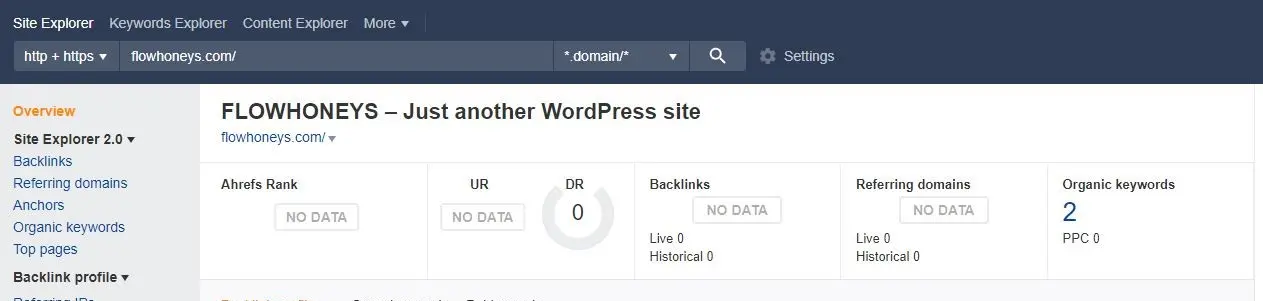 Site Explorer Keywords Explorer Content Explorer More
http + https flowhoneys.com/ *.domain/* Settings
Overview
FLOWHONEYS – Just another WordPress site
flowhoneys.com/
Site Explorer 2.0
Backlinks
Referring domains
Anchors
Organic keywords
Top pages
Backlink profile
Ahrefs Rank
NO DATA
UR
NO DATA
DR
0
Backlinks
NO DATA
Live 0
Historical 0
Referring domains
NO DATA
Live 0
Historical 0
Organic keywords
2
PPC 0